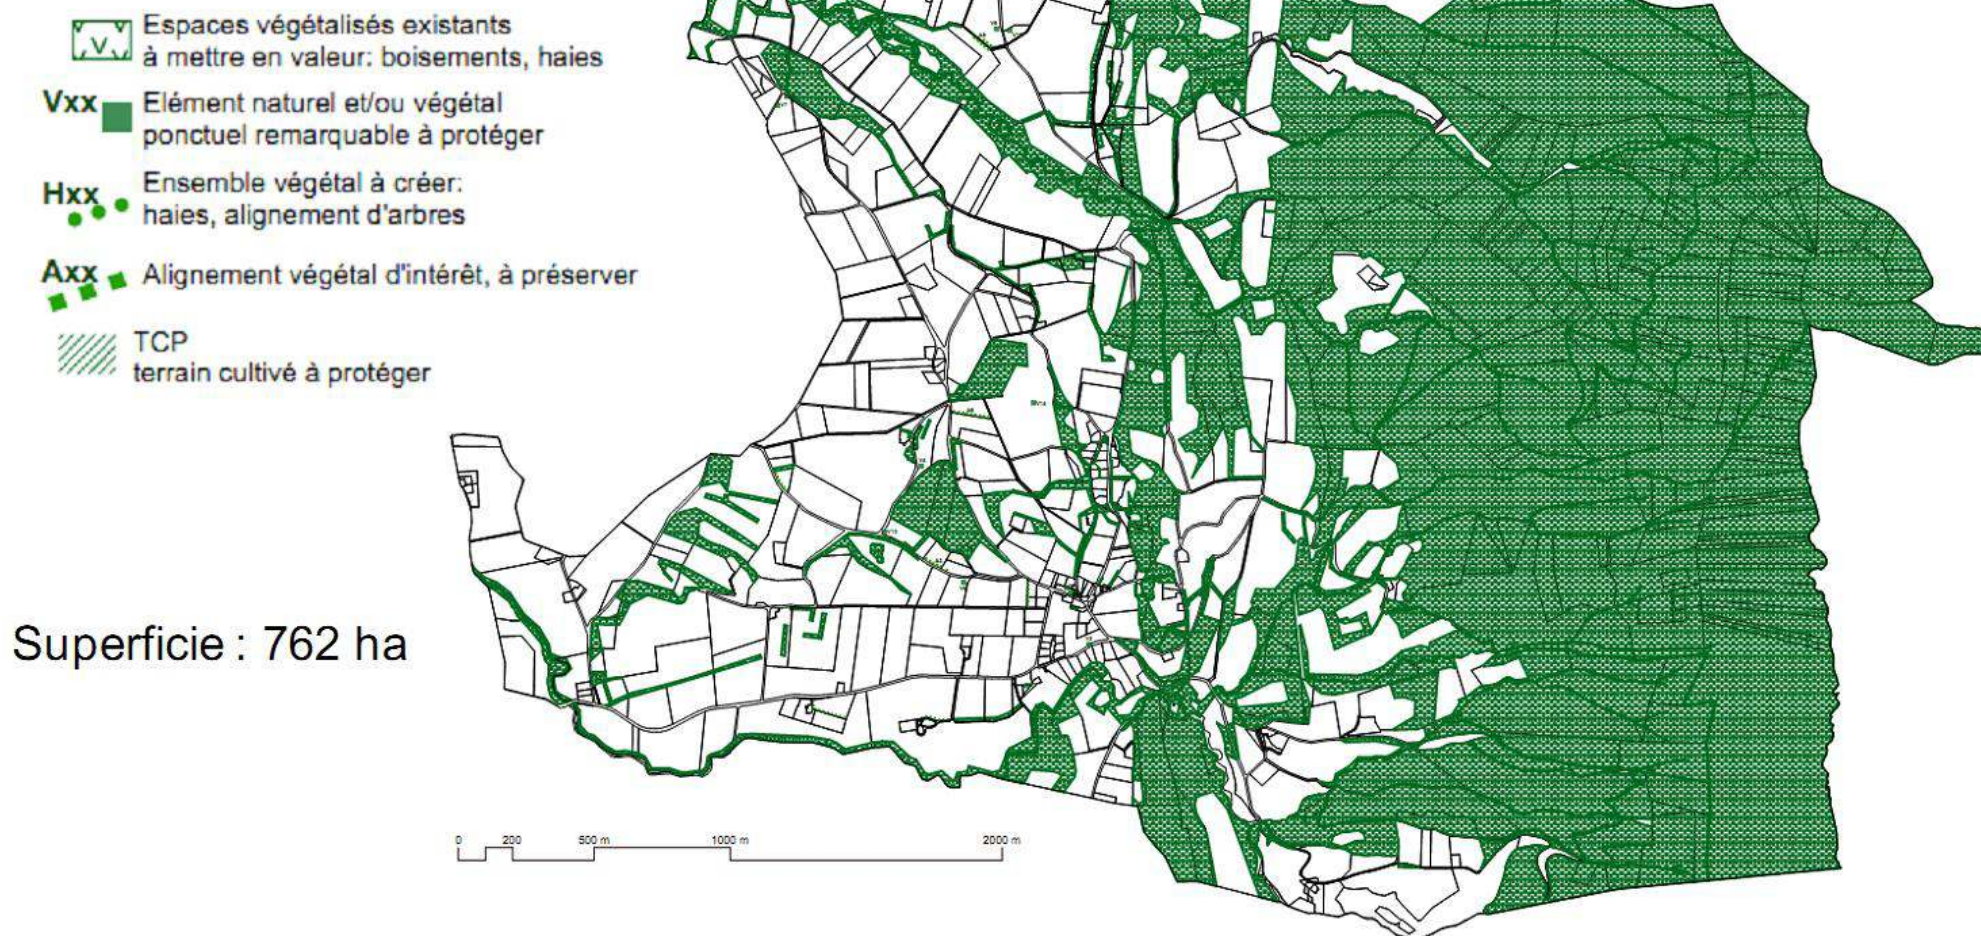 Espaces végétalisés existants
à mettre en valeur: boisements, haies
Vxx
Elément naturel et/ou végétal
ponctuel remarquable à protéger
Hxx
Ensemble végétal à créer:
haies, alignement d'arbres
Axx
Alignement végétal d'intérêt, à préserver
TCP
terrain cultivé à protéger
Superficie : 762 ha
0 200 500 m 1000 m 2000 m